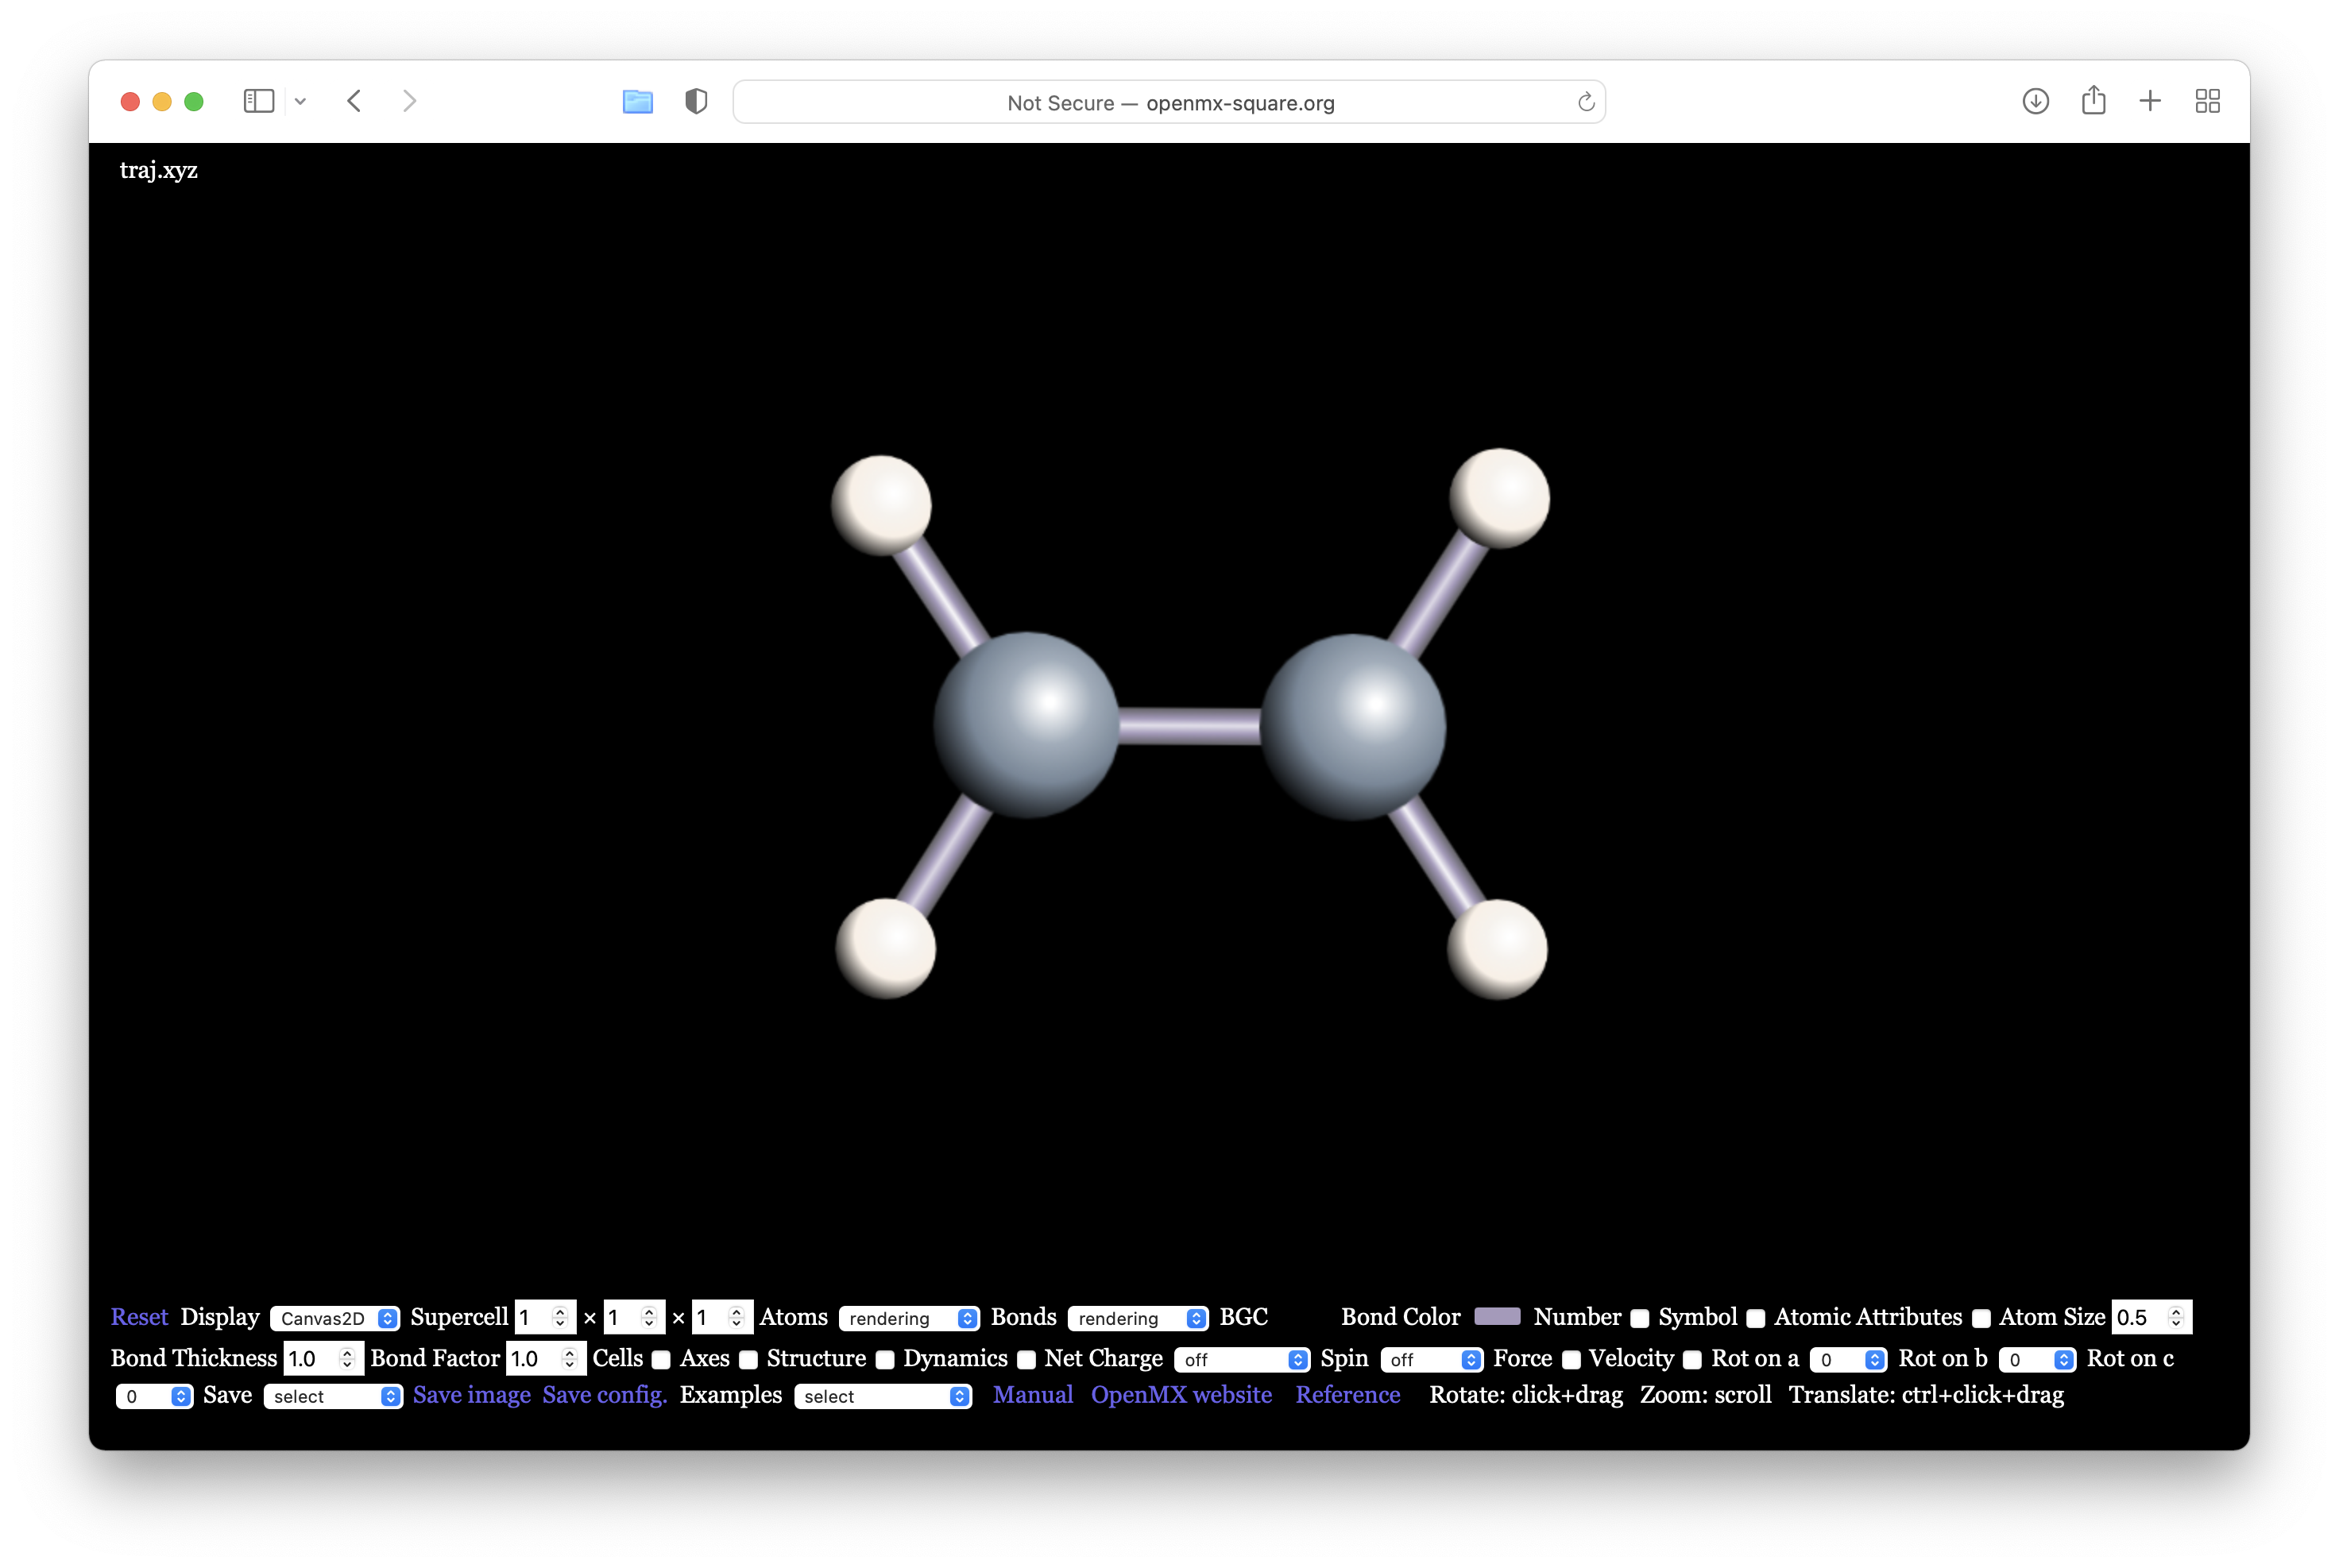 Not Secure — openmx-square.org
traj.xyz
Reset Display Canvas2D Supercell 1 × 1 × 1 Atoms rendering Bonds rendering BGC Bond Color Number Symbol Atomic Attributes Atom Size 0.5
Bond Thickness 1.0 Bond Factor 1.0 Cells Axes Structure Dynamics Net Charge off Spin off Force Velocity Rot on a 0 Rot on b 0 Rot on c
0 Save select Save image Save config. Examples select Manual OpenMX website Reference Rotate: click+drag Zoom: scroll Translate: ctrl+click+drag